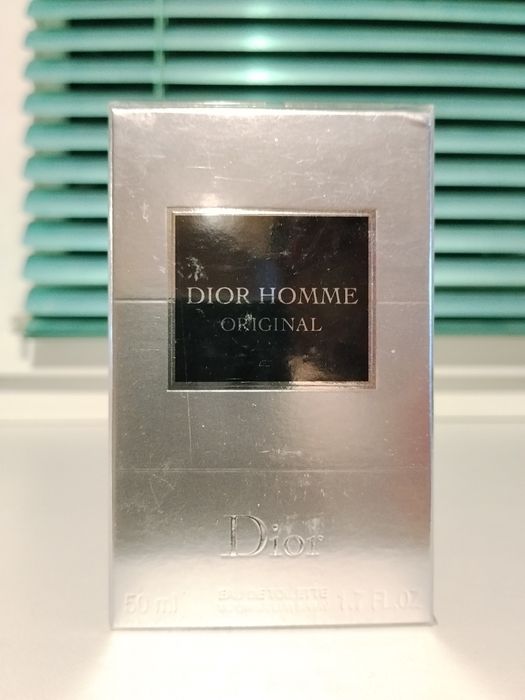 DIOR HOMME
ORIGINAL
Dior
50 ml EAU DE TOILETTE 1.7 FL.OZ